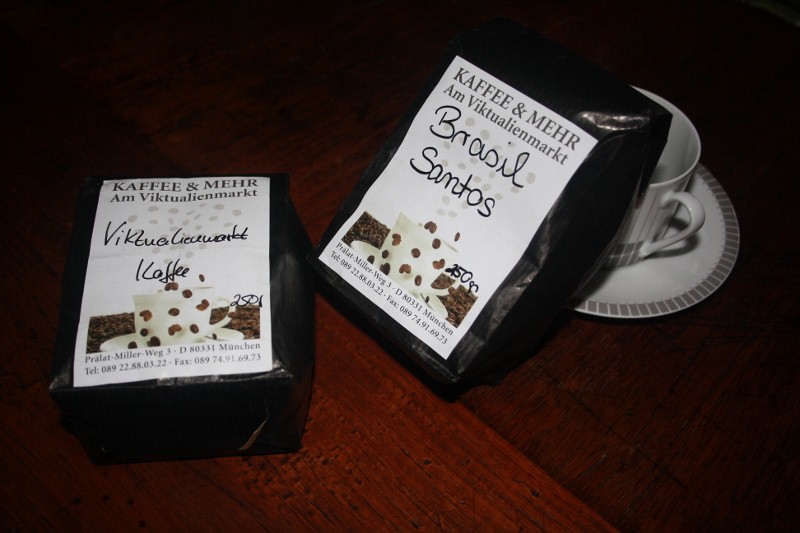 KAFFEE & MEHR
Am Viktualienmarkt
Viktualienmarkt
Kaffee
250g
Prälat-Miller-Weg 3 · D 80331 München
Tel: 089 22.88.03.22 · Fax: 089 74.91.69.73
KAFFEE & MEHR
Am Viktualienmarkt
Brasil
Santos
250g
Prälat-Miller-Weg 3 · D 80331 München
Tel: 089 22.88.03.22 · Fax: 089 74.91.69.73